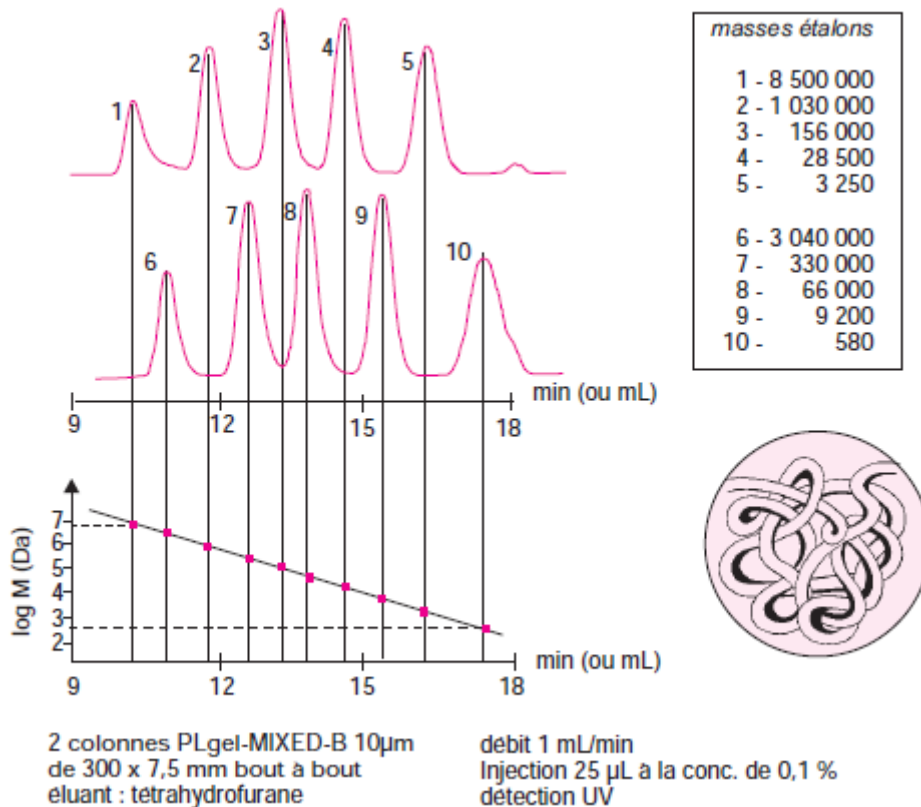 1
2
3
4
5
6
7
8
9
10
min (ou mL)
9
12
15
18
log M (Da)
7
6
5
4
3
2
min (ou mL)
9
12
15
18
masses étalons
1 - 8 500 000
2 - 1 030 000
3 - 156 000
4 - 28 500
5 - 3 250
6 - 3 040 000
7 - 330 000
8 - 66 000
9 - 9 200
10 - 580
2 colonnes PLgel-MIXED-B 10µm
de 300 x 7,5 mm bout à bout
éluant : tétrahydrofurane
débit 1 mL/min
Injection 25 µL à la conc. de 0,1 %
détection UV